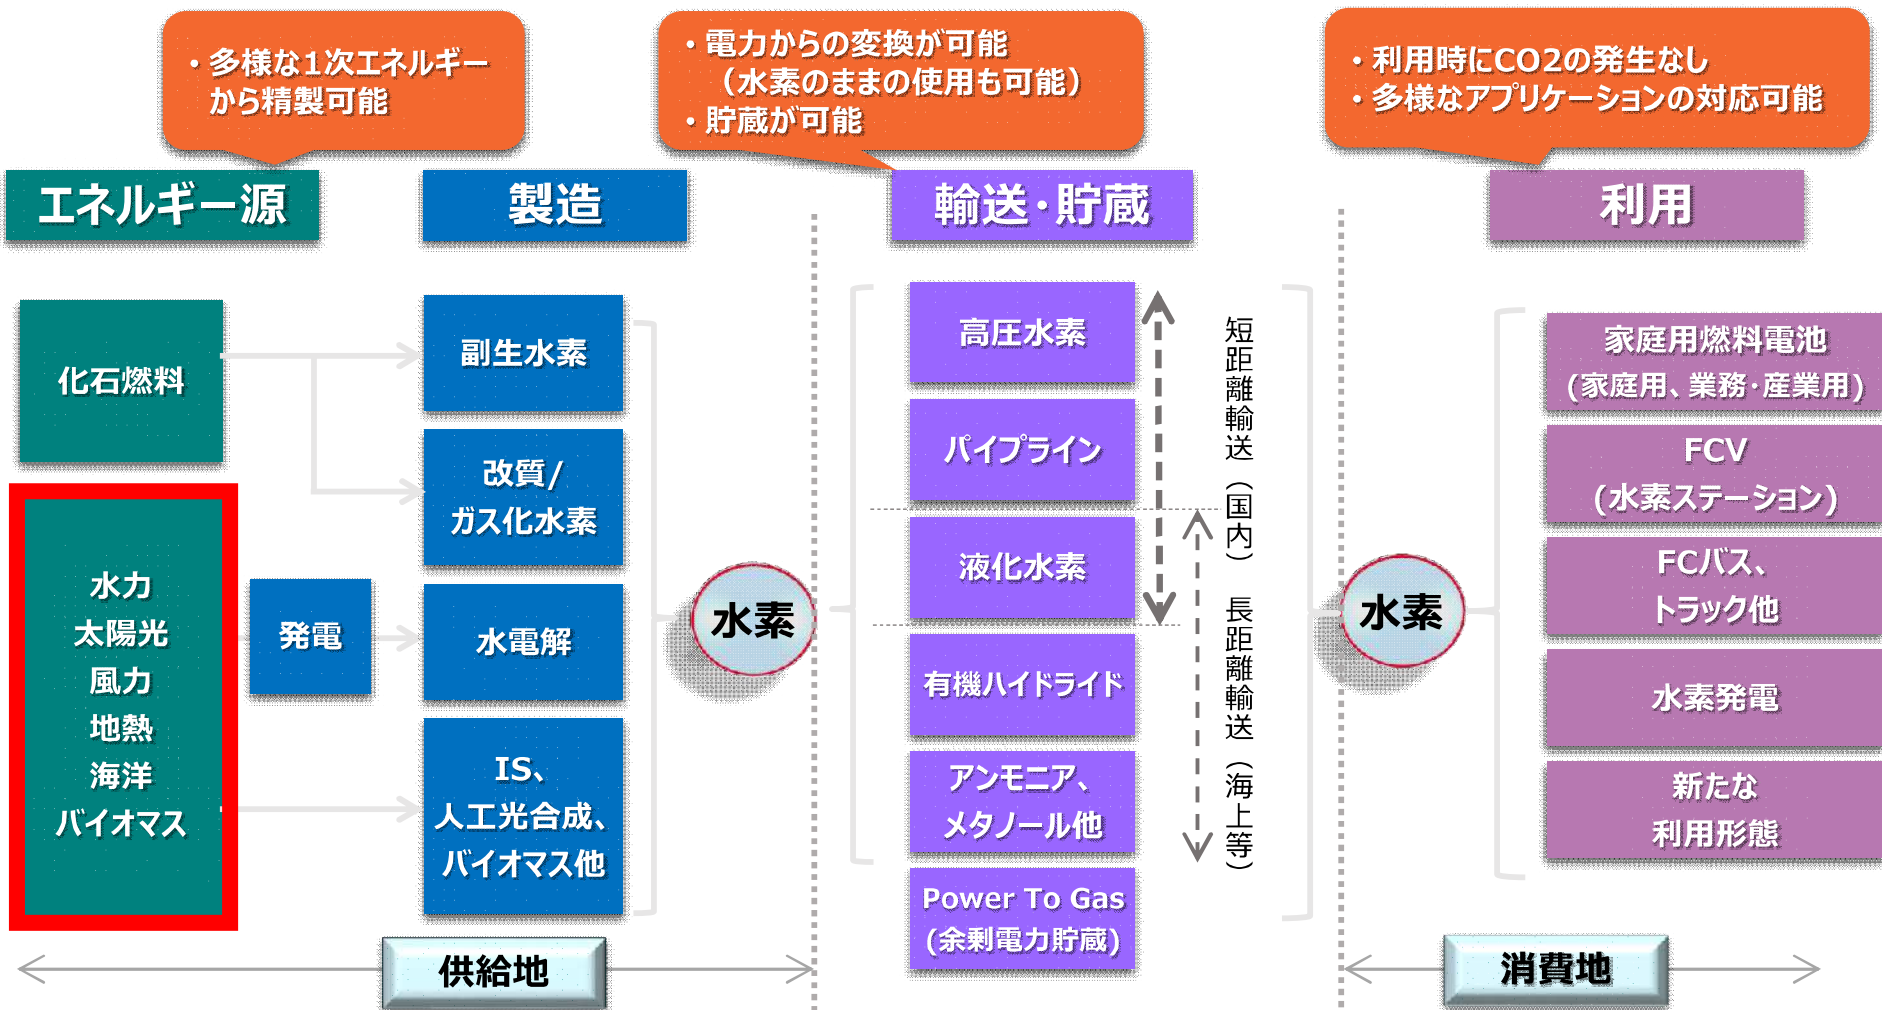 ・多様な1次エネルギー
から精製可能
・電力からの変換が可能
（水素のままの使用も可能）
・貯蔵が可能
・利用時にCO2の発生なし
・多様なアプリケーションの対応可能
エネルギー源
製造
輸送・貯蔵
利用
化石燃料
水力
太陽光
風力
地熱
海洋
バイオマス
発電
副生水素
改質/
ガス化水素
水電解
IS、
人工光合成、
バイオマス他
水素
高圧水素
パイプライン
液化水素
有機ハイドライド
アンモニア、
メタノール他
Power To Gas
(余剰電力貯蔵)
短距離輸送（国内）
長距離輸送（海上等）
水素
家庭用燃料電池
(家庭用、業務・産業用)
FCV
(水素ステーション)
FCバス、
トラック他
水素発電
新たな
利用形態
供給地
消費地